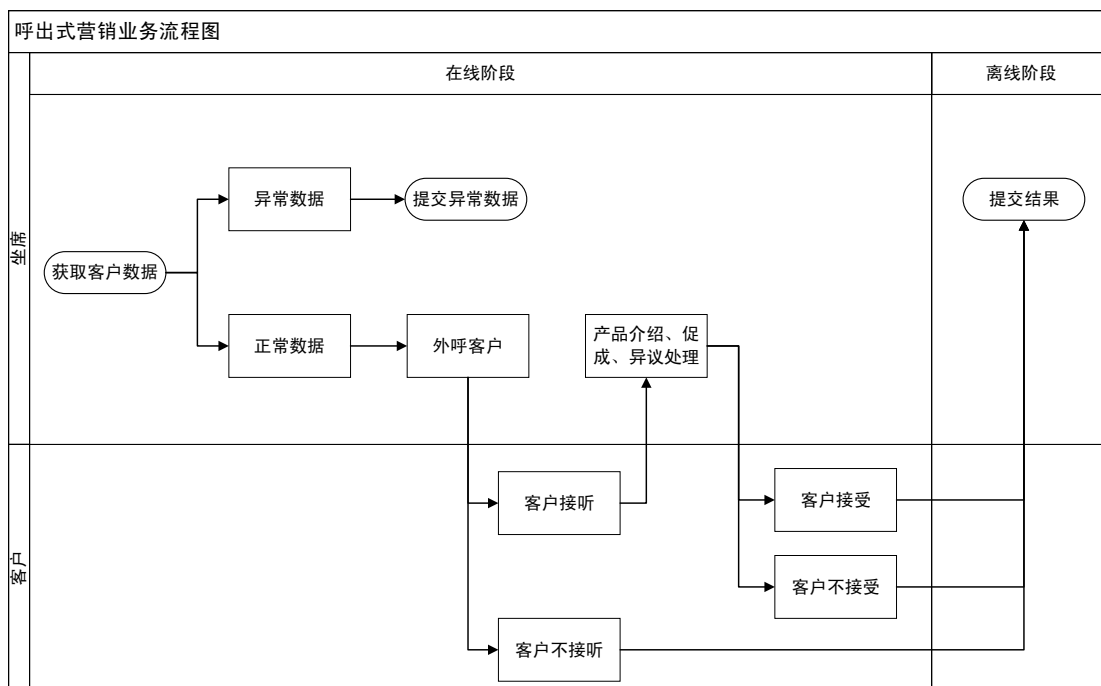 呼出式营销业务流程图
在线阶段
离线阶段
坐席
异常数据
提交异常数据
提交结果
获取客户数据
正常数据
外呼客户
产品介绍、促
成、异议处理
客户
客户接听
客户接受
客户不接受
客户不接听